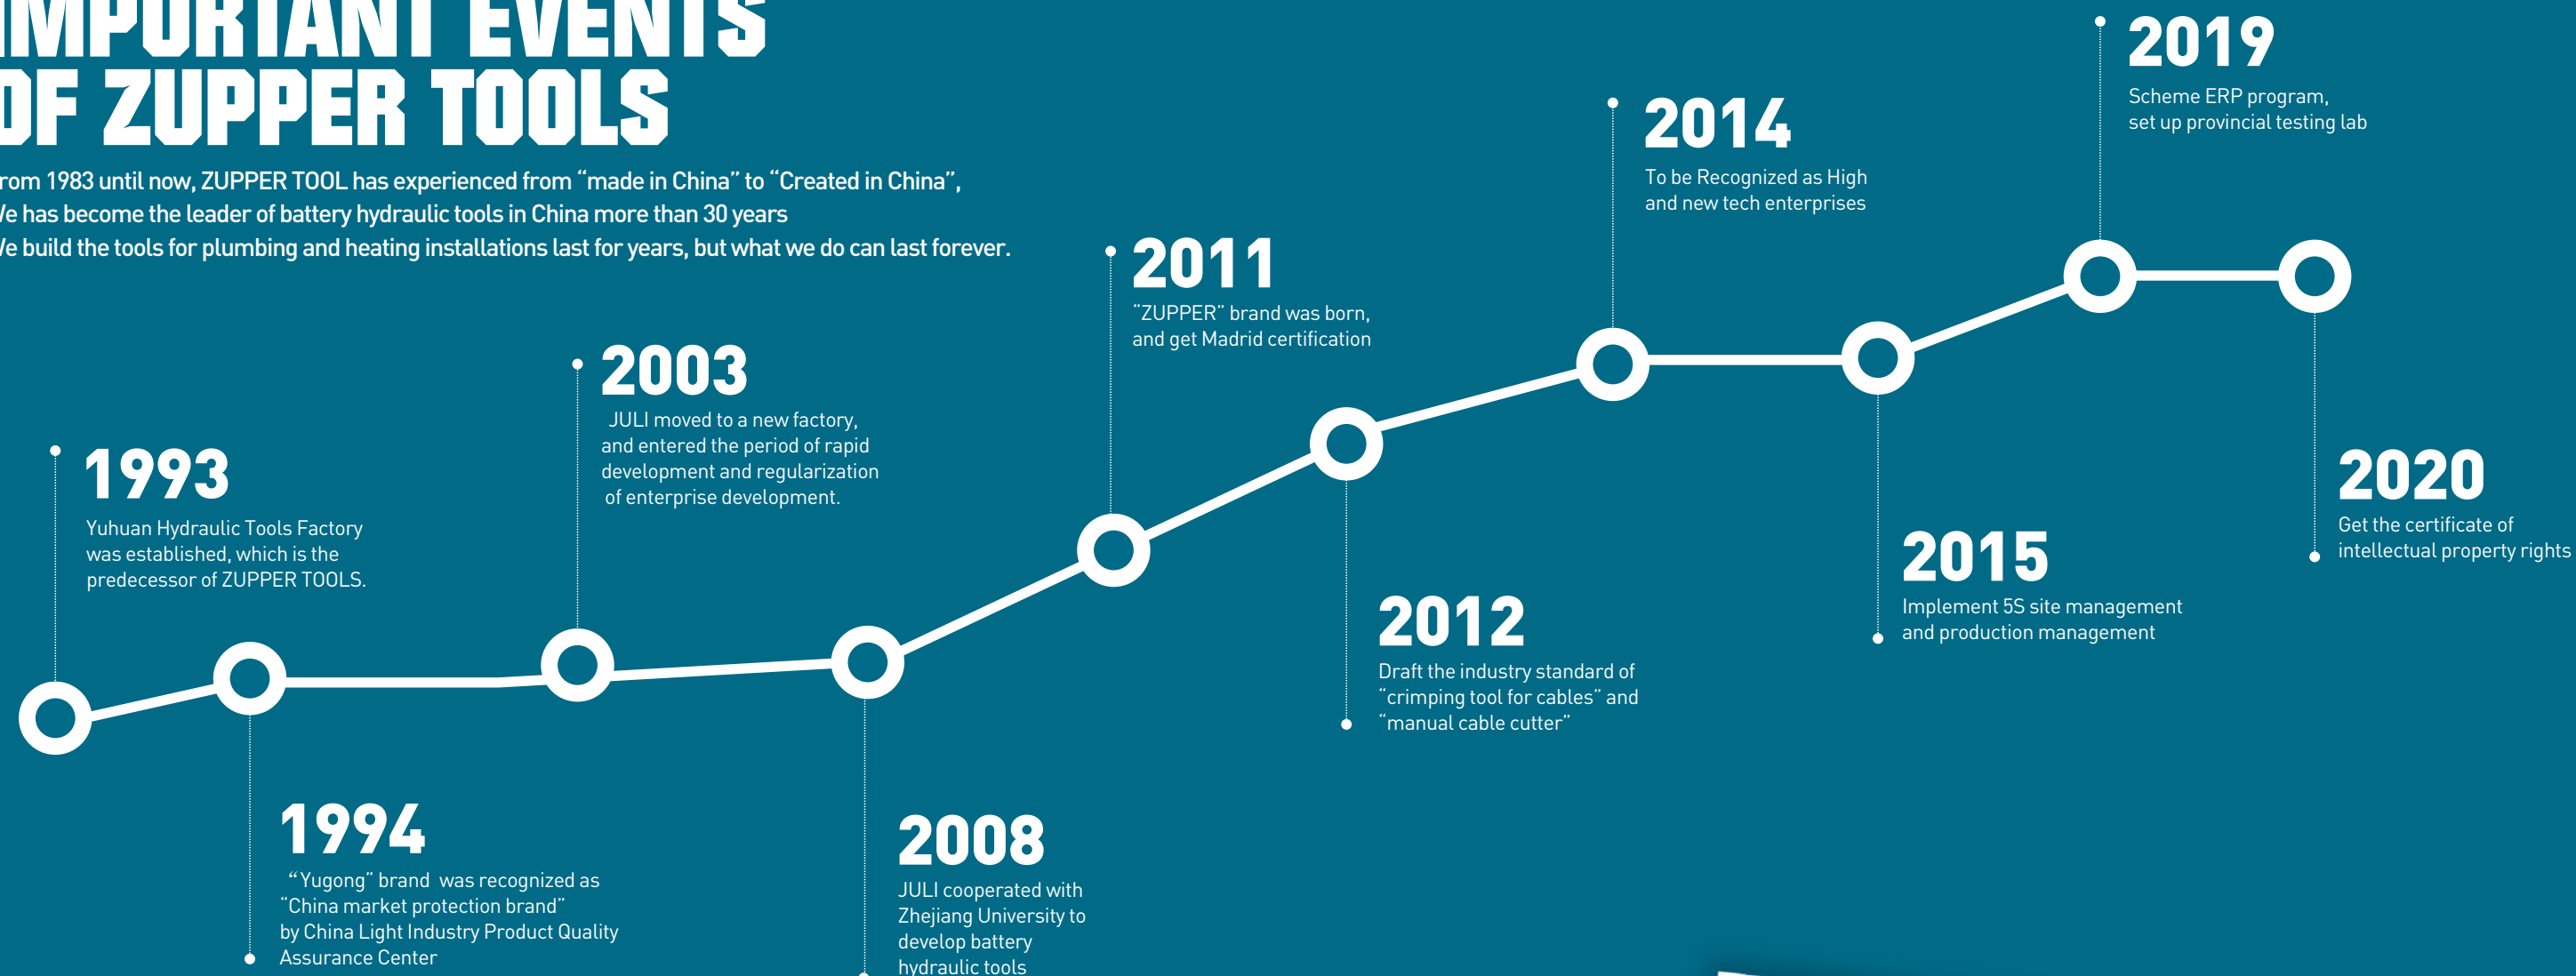 IMPORTANT EVENTS
OF ZUPPER TOOLS
rom 1983 until now, ZUPPER TOOL has experienced from “made in China” to “Created in China”,
We has become the leader of battery hydraulic tools in China more than 30 years
We build the tools for plumbing and heating installations last for years, but what we do can last forever.
1993
Yuhuan Hydraulic Tools Factory
was established, which is the
predecessor of ZUPPER TOOLS.
1994
“Yugong” brand was recognized as
“China market protection brand”
by China Light Industry Product Quality
Assurance Center
2003
JULI moved to a new factory,
and entered the period of rapid
development and regularization
of enterprise development.
2008
JULI cooperated with
Zhejiang University to
develop battery
hydraulic tools
2011
“ZUPPER” brand was born,
and get Madrid certification
2012
Draft the industry standard of
“crimping tool for cables” and
“manual cable cutter”
2014
To be Recognized as High
and new tech enterprises
2015
Implement 5S site management
and production management
2019
Scheme ERP program,
set up provincial testing lab
2020
Get the certificate of
intellectual property rights